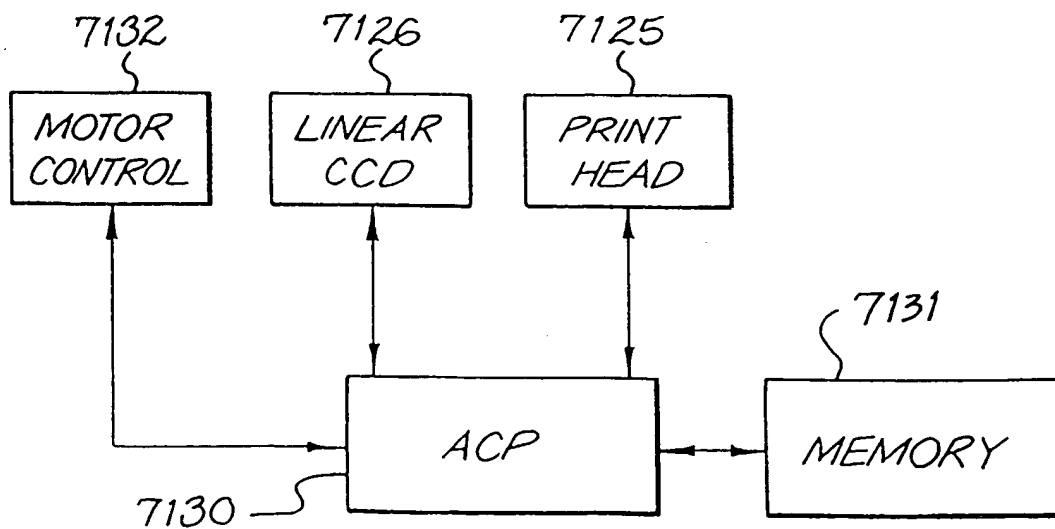 7132
7126
7125
MOTOR
CONTROL
LINEAR
CCD
PRINT
HEAD
7131
ACP
MEMORY
7130